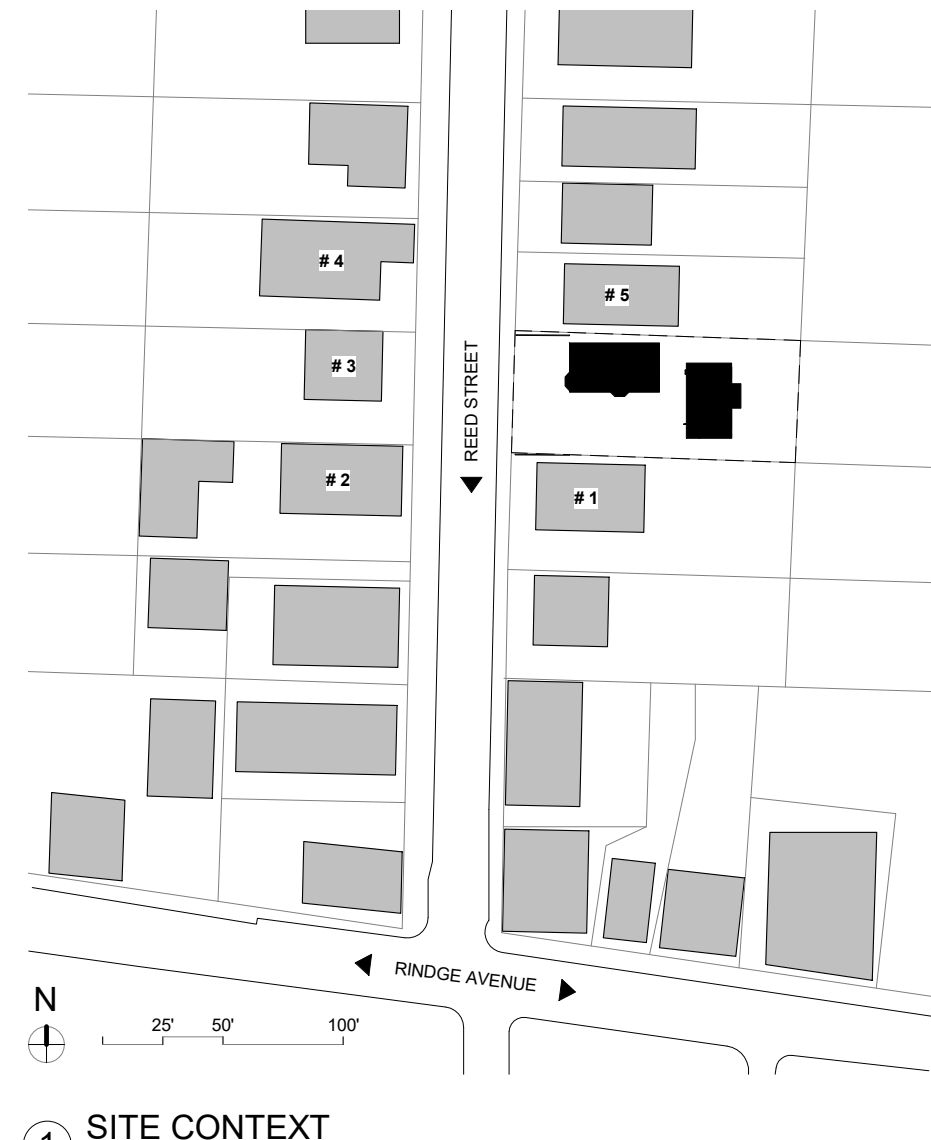 # 4
# 5
# 3
REED STREET
# 2
# 1
RINDGE AVENUE
N
25' 50' 100'
1 SITE CONTEXT